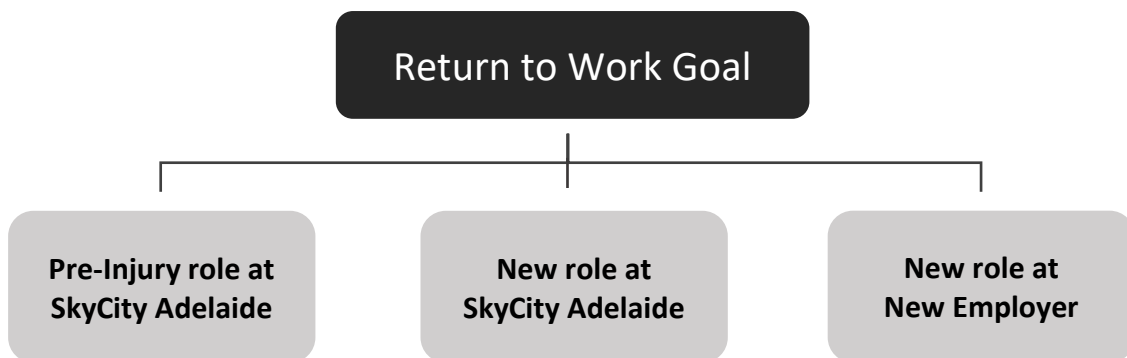 Return to Work Goal
Pre-Injury role at
SkyCity Adelaide
New role at
SkyCity Adelaide
New role at
New Employer